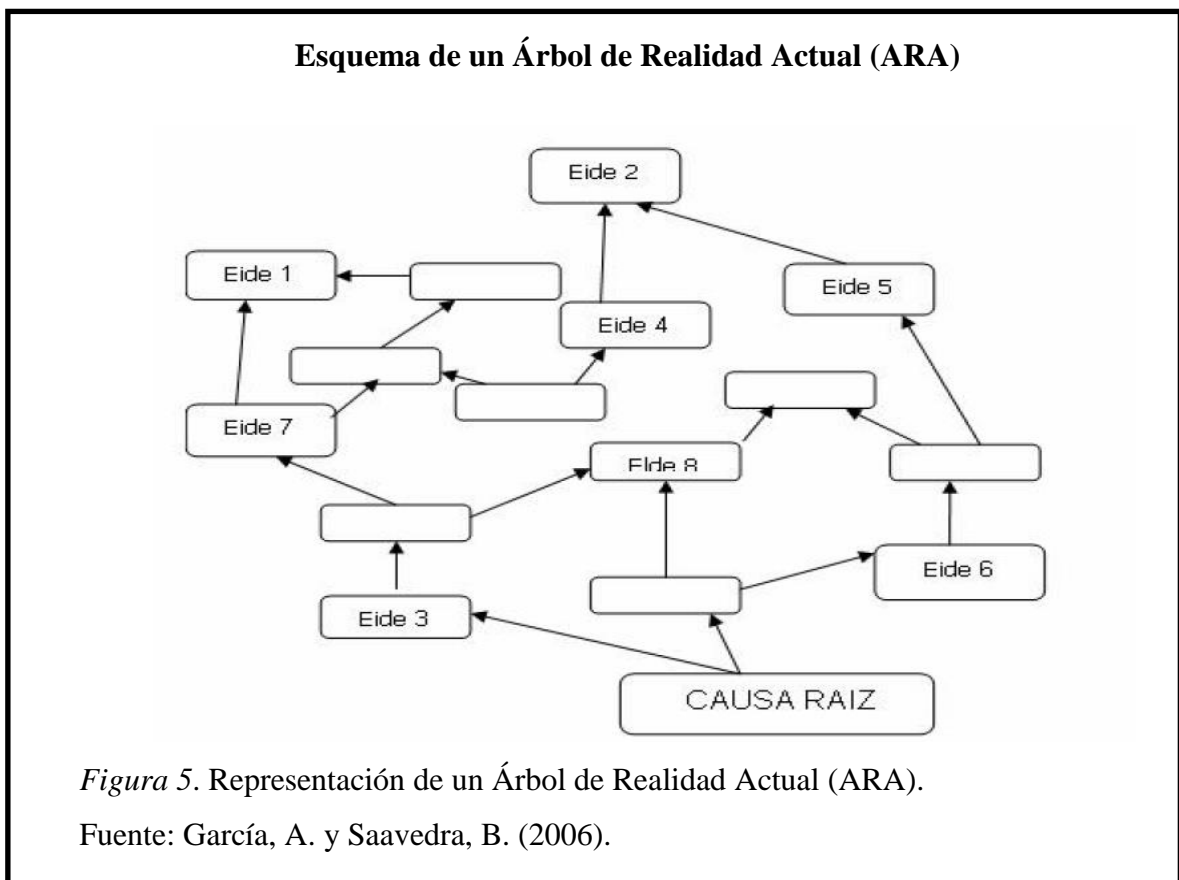 Esquema de un Árbol de Realidad Actual (ARA)
Eide 2
Eide 1
Eide 5
Eide 4
Eide 7
EIde 8
Eide 6
Eide 3
CAUSA RAIZ
Figura 5. Representación de un Árbol de Realidad Actual (ARA).
Fuente: García, A. y Saavedra, B. (2006).